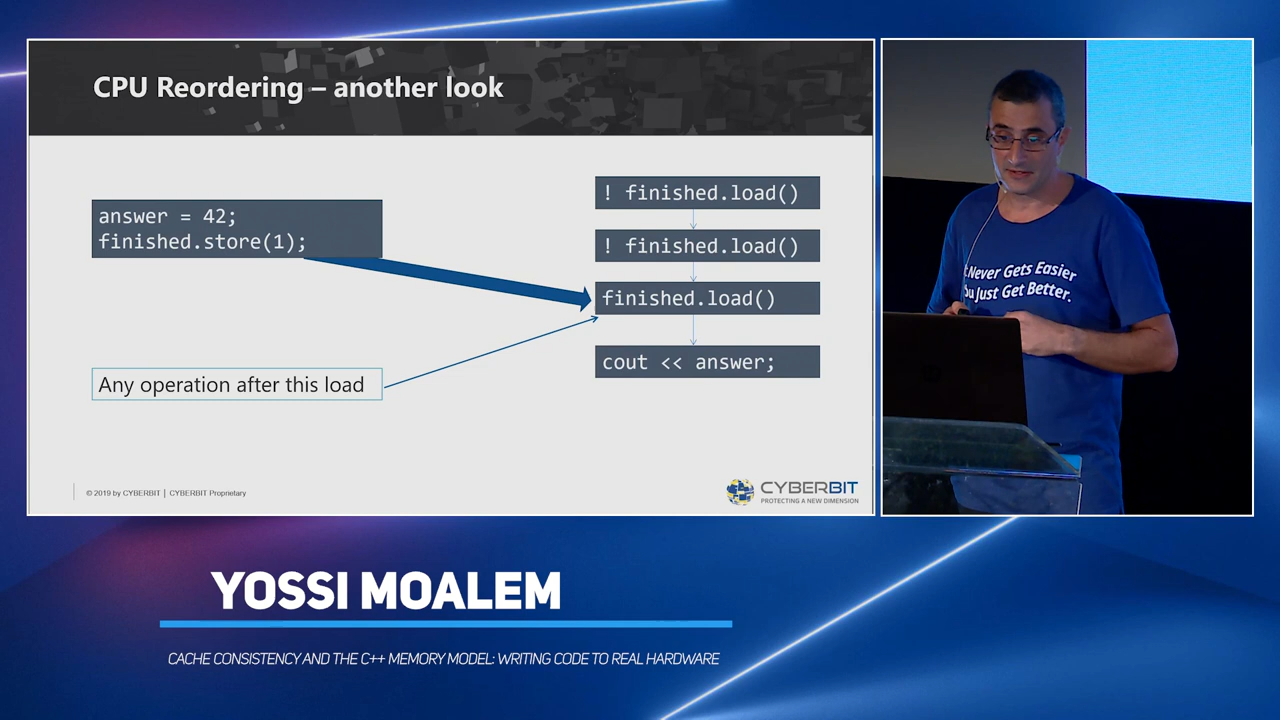 CPU Reordering – another look
answer = 42;
finished.store(1);
! finished.load()
! finished.load()
finished.load()
cout << answer;
Any operation after this load
© 2019 by CYBERBIT | CYBERBIT Proprietary
CYBERBIT
PROTECTING A NEW DIMENSION
Never Gets Easier
Just Get Better.
YOSSI MOALEM
CACHE CONSISTENCY AND THE C++ MEMORY MODEL: WRITING CODE TO REAL HARDWARE